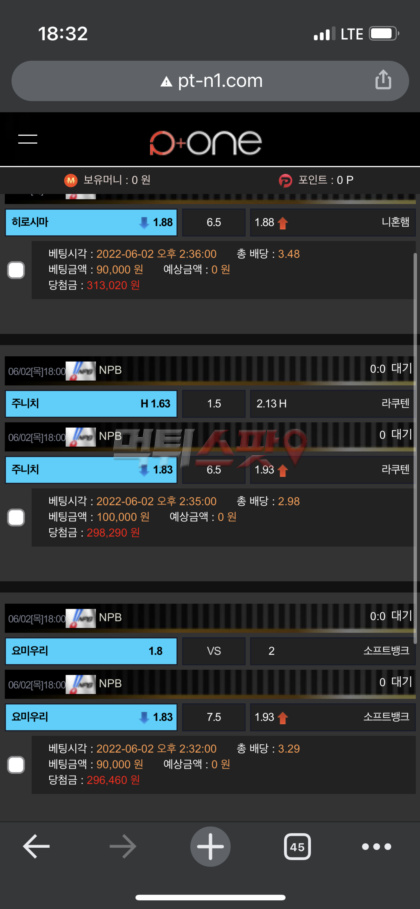 18:32
LTE
pt-n1.com
p+one
보유머니 : 0 원
포인트 : 0 P
히로시마 1.88 6.5 1.88 니혼햄
베팅시각 : 2022-06-02 오후 2:36:00 총 배당 : 3.48
베팅금액 : 90,000 원 예상금액 : 0 원
당첨금 : 313,020 원
06/02[목]18:00 NPB 0:0 대기
주니치 H 1.63 1.5 2.13 H 라쿠텐
06/02[목]18:00 NPB 0 대기
먹튀스팟
주니치 1.83 6.5 1.93 라쿠텐
베팅시각 : 2022-06-02 오후 2:35:00 총 배당 : 2.98
베팅금액 : 100,000 원 예상금액 : 0 원
당첨금 : 298,290 원
06/02[목]18:00 NPB 0:0 대기
요미우리 1.8 VS 2 소프트뱅크
06/02[목]18:00 NPB 0 대기
요미우리 1.83 7.5 1.93 소프트뱅크
베팅시각 : 2022-06-02 오후 2:32:00 총 배당 : 3.29
베팅금액 : 90,000 원 예상금액 : 0 원
당첨금 : 296,460 원
45